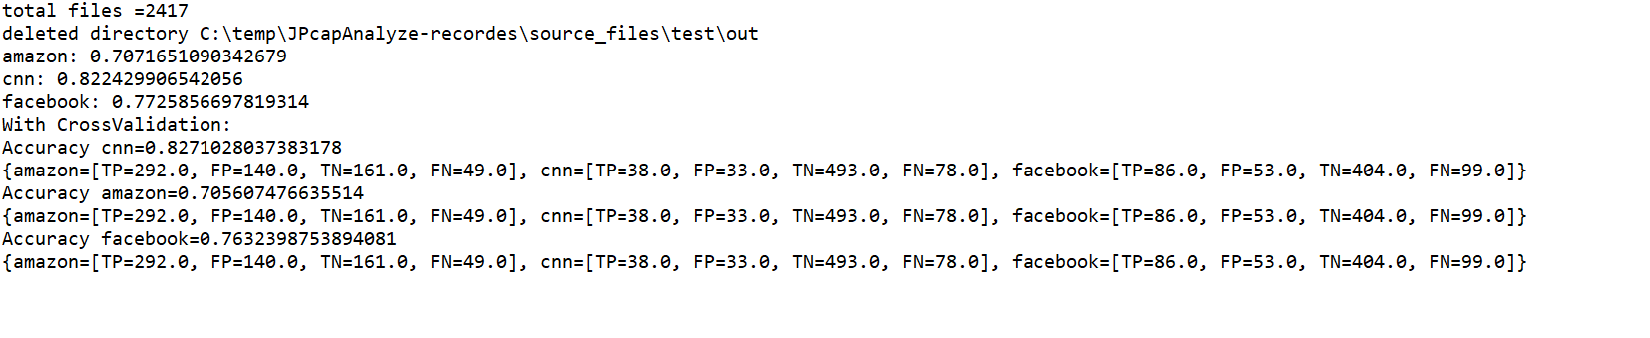 total files =2417
deleted directory C:\temp\JPcapAnalyze-recordes\source_files\test\out
amazon: 0.7071651090342679
cnn: 0.822429906542056
facebook: 0.7725856697819314
With CrossValidation:
Accuracy cnn=0.8271028037383178
{amazon=[TP=292.0, FP=140.0, TN=161.0, FN=49.0], cnn=[TP=38.0, FP=33.0, TN=493.0, FN=78.0], facebook=[TP=86.0, FP=53.0, TN=404.0, FN=99.0]}
Accuracy amazon=0.705607476635514
{amazon=[TP=292.0, FP=140.0, TN=161.0, FN=49.0], cnn=[TP=38.0, FP=33.0, TN=493.0, FN=78.0], facebook=[TP=86.0, FP=53.0, TN=404.0, FN=99.0]}
Accuracy facebook=0.7632398753894081
{amazon=[TP=292.0, FP=140.0, TN=161.0, FN=49.0], cnn=[TP=38.0, FP=33.0, TN=493.0, FN=78.0], facebook=[TP=86.0, FP=53.0, TN=404.0, FN=99.0]}